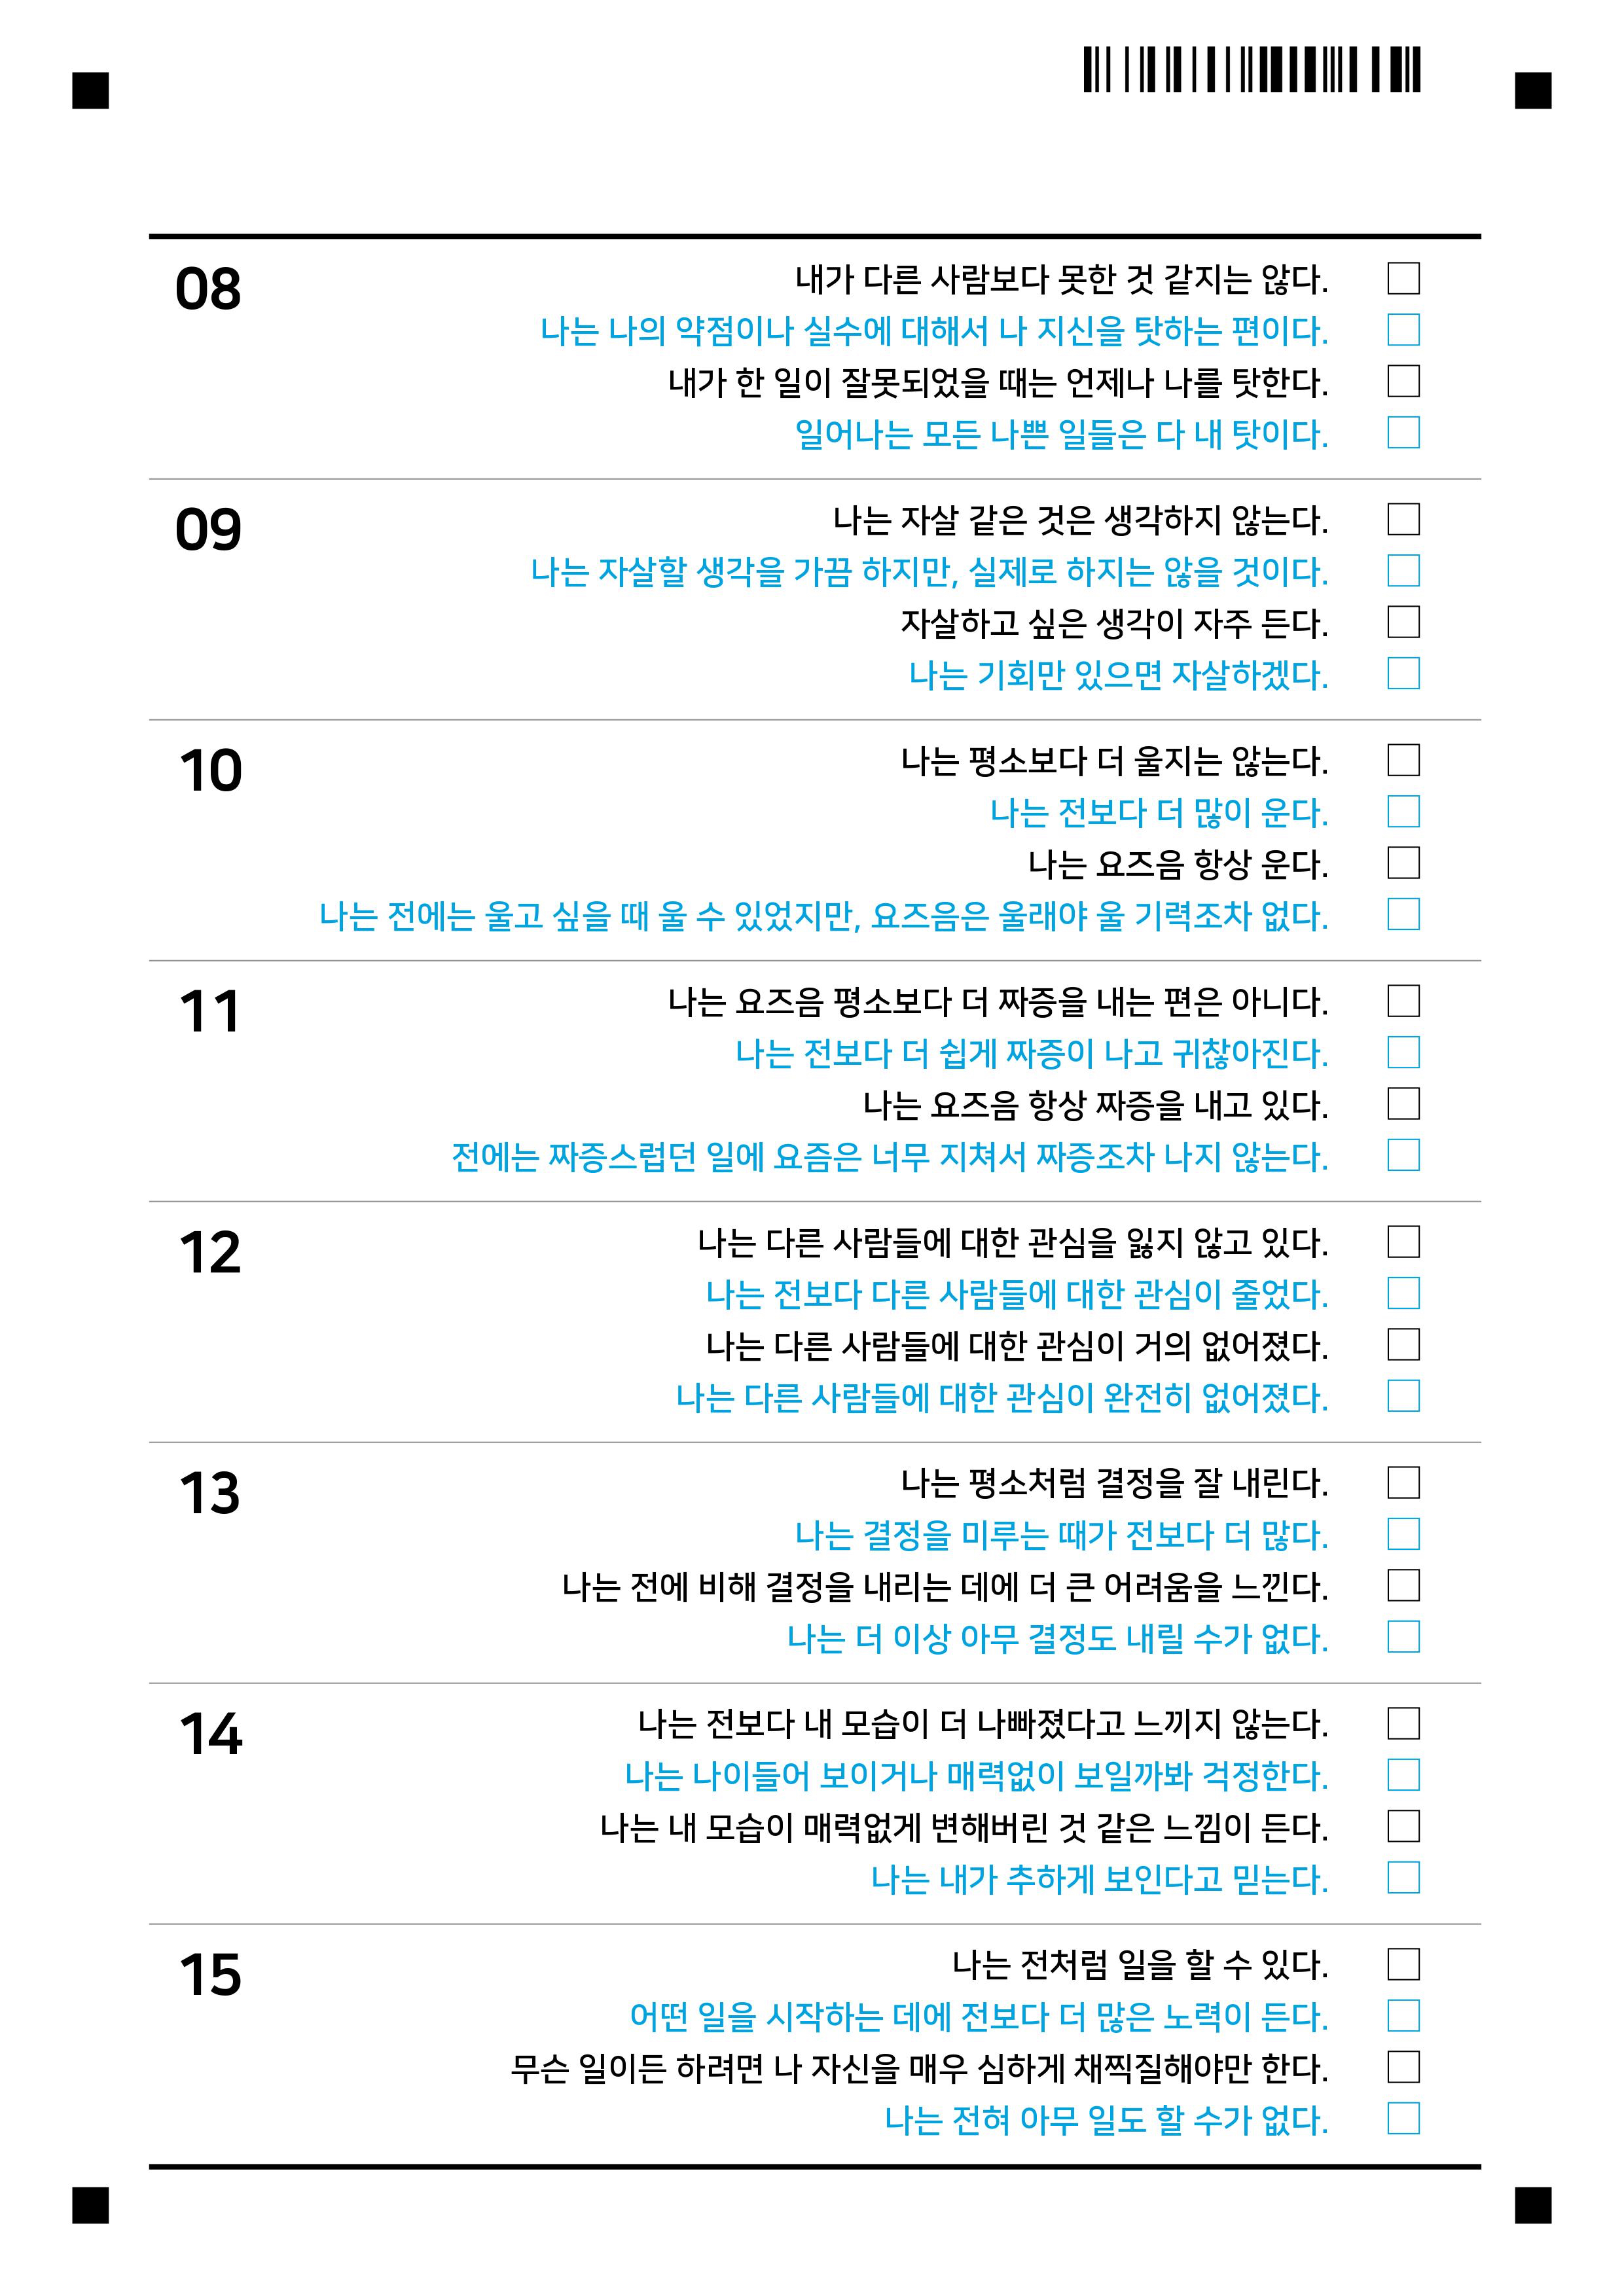 08
내가 다른 사람보다 못한 것 같지는 않다.
나는 나의 약점이나 실수에 대해서 나 지신을 탓하는 편이다.
내가 한 일이 잘못되었을 때는 언제나 나를 탓한다.
일어나는 모든 나쁜 일들은 다 내 탓이다.
09
나는 자살 같은 것은 생각하지 않는다.
나는 자살할 생각을 가끔 하지만, 실제로 하지는 않을 것이다.
자살하고 싶은 생각이 자주 든다.
나는 기회만 있으면 자살하겠다.
10
나는 평소보다 더 울지는 않는다.
나는 전보다 더 많이 운다.
나는 요즈음 항상 운다.
나는 전에는 울고 싶을 때 울 수 있었지만, 요즈음은 울래야 울 기력조차 없다.
11
나는 요즈음 평소보다 더 짜증을 내는 편은 아니다.
나는 전보다 더 쉽게 짜증이 나고 귀찮아진다.
나는 요즈음 항상 짜증을 내고 있다.
전에는 짜증스럽던 일에 요즘은 너무 지쳐서 짜증조차 나지 않는다.
12
나는 다른 사람들에 대한 관심을 잃지 않고 있다.
나는 전보다 다른 사람들에 대한 관심이 줄었다.
나는 다른 사람들에 대한 관심이 거의 없어졌다.
나는 다른 사람들에 대한 관심이 완전히 없어졌다.
13
나는 평소처럼 결정을 잘 내린다.
나는 결정을 미루는 때가 전보다 더 많다.
나는 전에 비해 결정을 내리는 데에 더 큰 어려움을 느낀다.
나는 더 이상 아무 결정도 내릴 수가 없다.
14
나는 전보다 내 모습이 더 나빠졌다고 느끼지 않는다.
나는 나이들어 보이거나 매력없이 보일까봐 걱정한다.
나는 내 모습이 매력없게 변해버린 것 같은 느낌이 든다.
나는 내가 추하게 보인다고 믿는다.
15
나는 전처럼 일을 할 수 있다.
어떤 일을 시작하는 데에 전보다 더 많은 노력이 든다.
무슨 일이든 하려면 나 자신을 매우 심하게 채찍질해야만 한다.
나는 전혀 아무 일도 할 수가 없다.